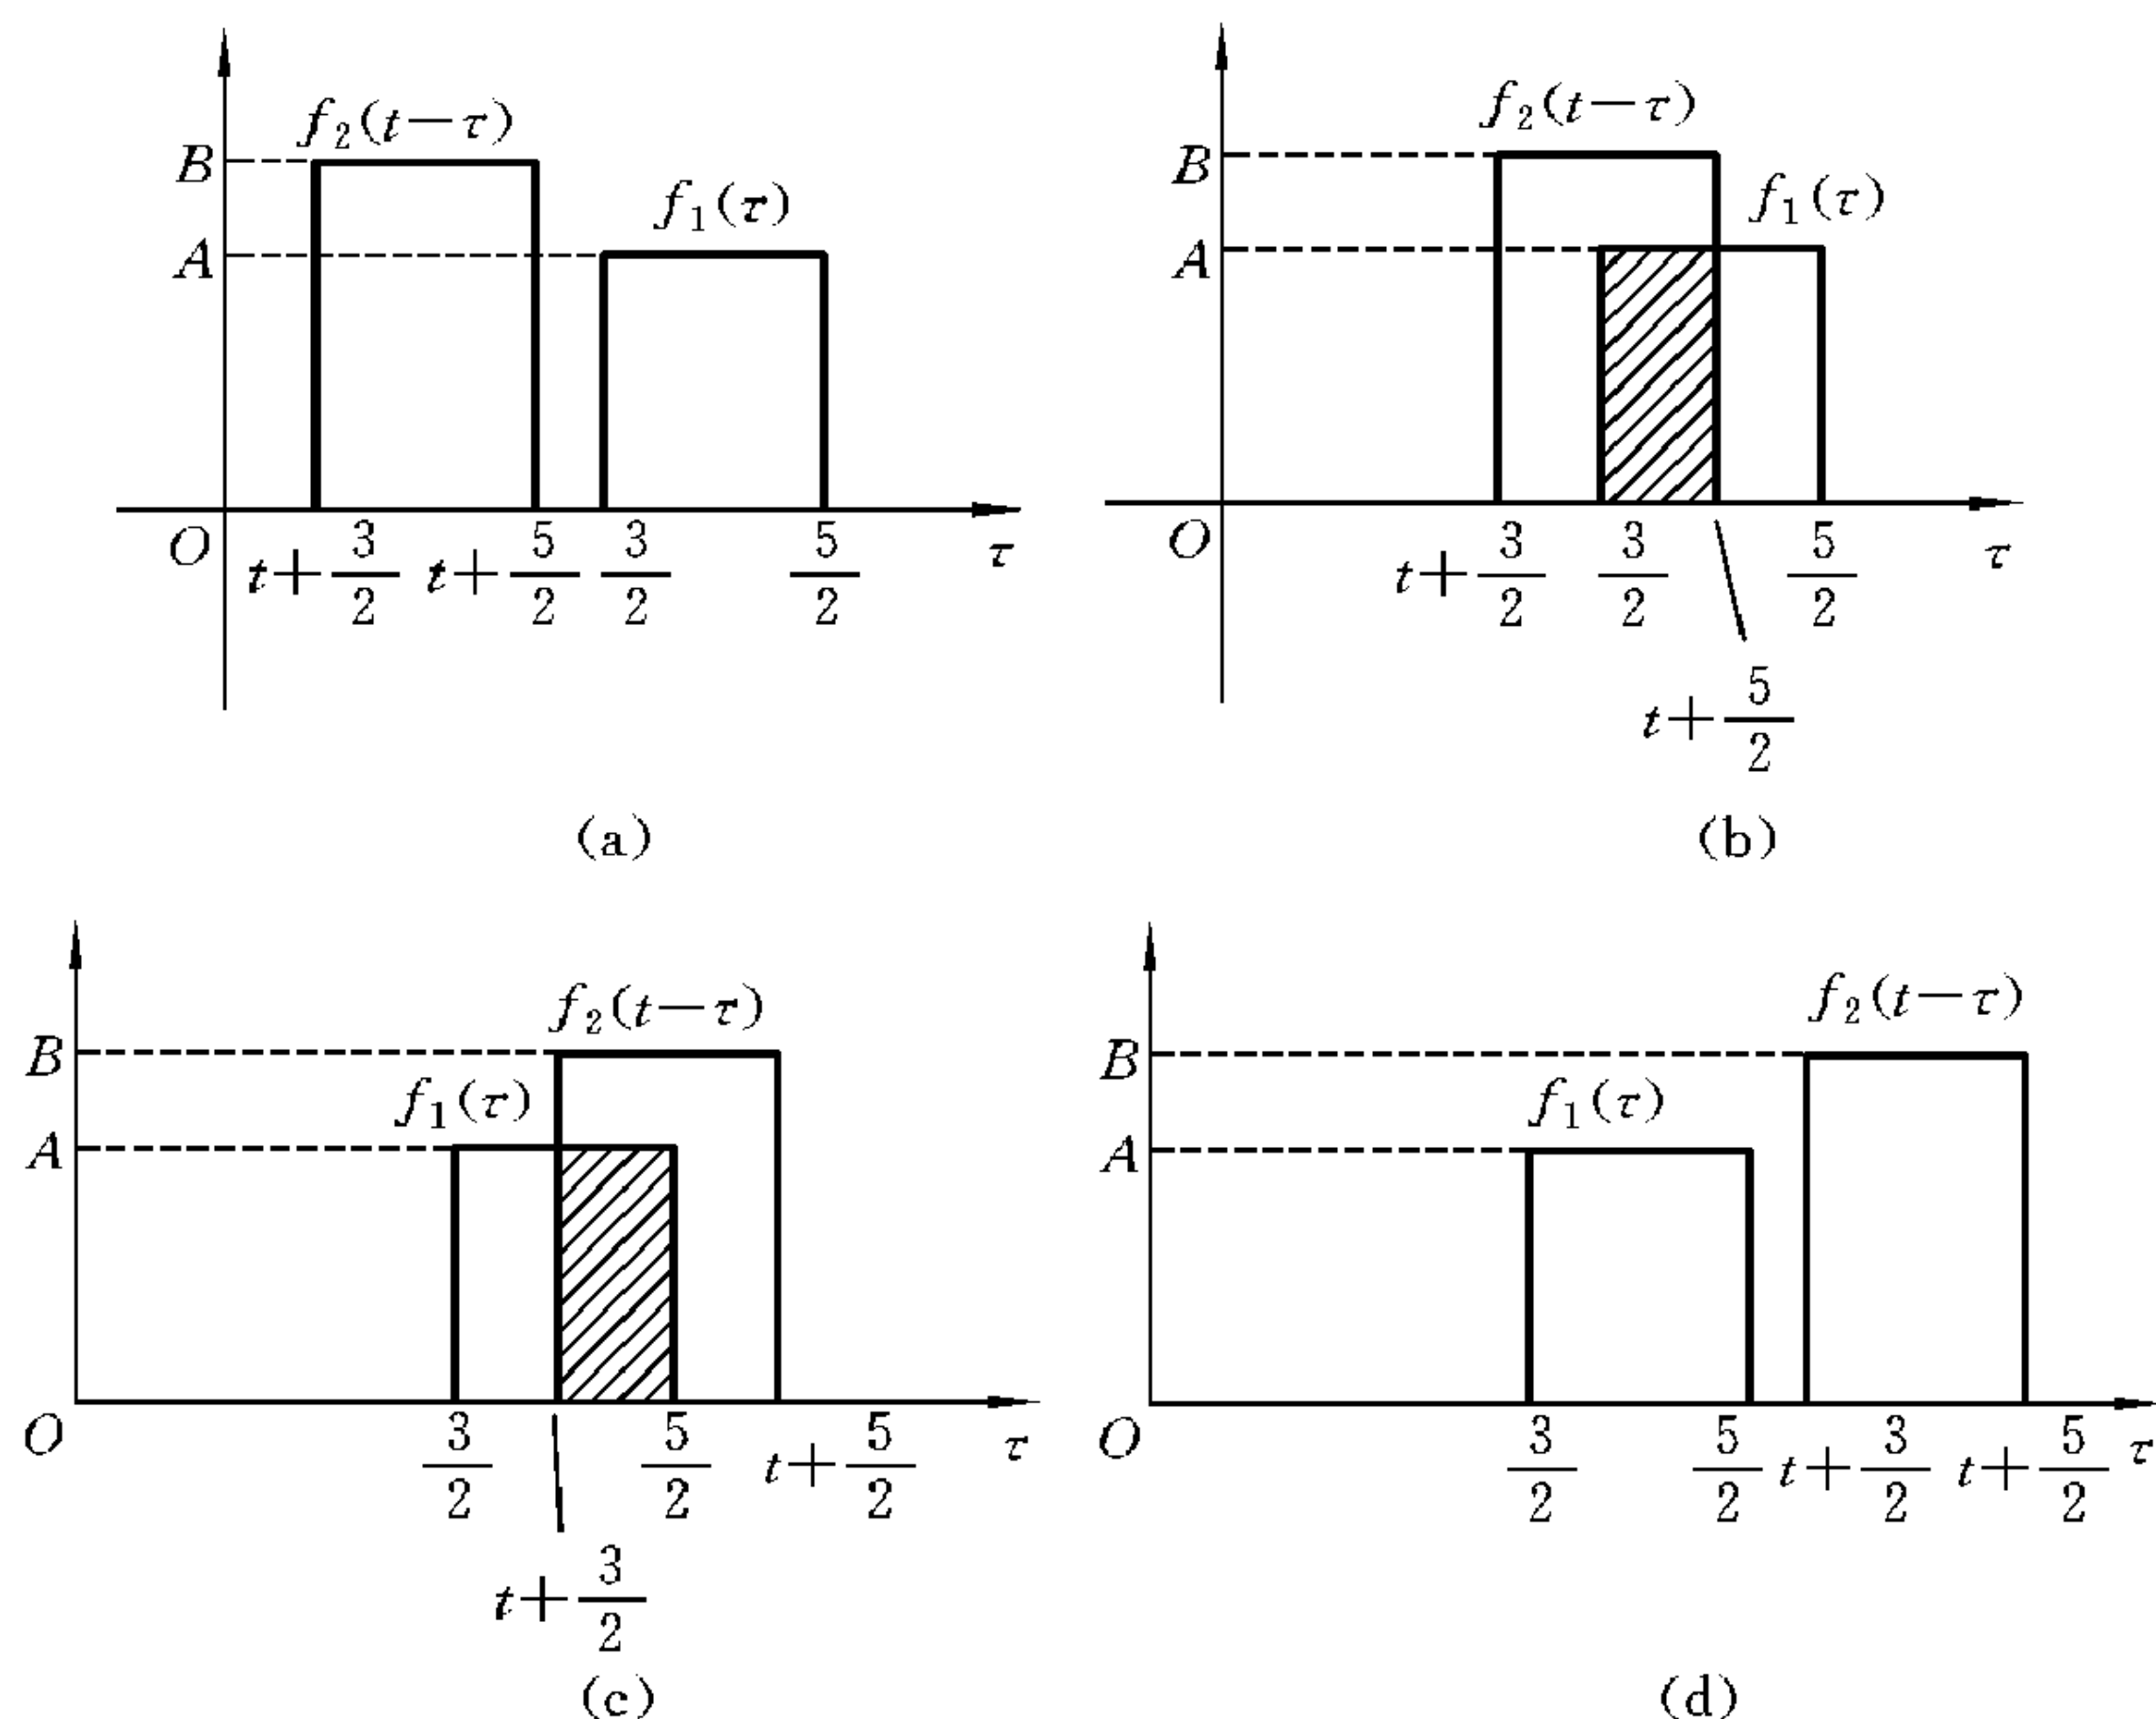 f₂(t−τ)
B
f₁(τ)
A
O
t+3/2 t+5/2 3/2 5/2 τ
(a)
f₂(t−τ)
B
f₁(τ)
A
O
t+3/2 3/2 5/2 τ
t+5/2
(b)
f₂(t−τ)
B
f₁(τ)
A
O
3/2 5/2 t+5/2 τ
t+3/2
(c)
f₂(t−τ)
B
f₁(τ)
A
O
3/2 5/2 t+3/2 t+5/2 τ
(d)